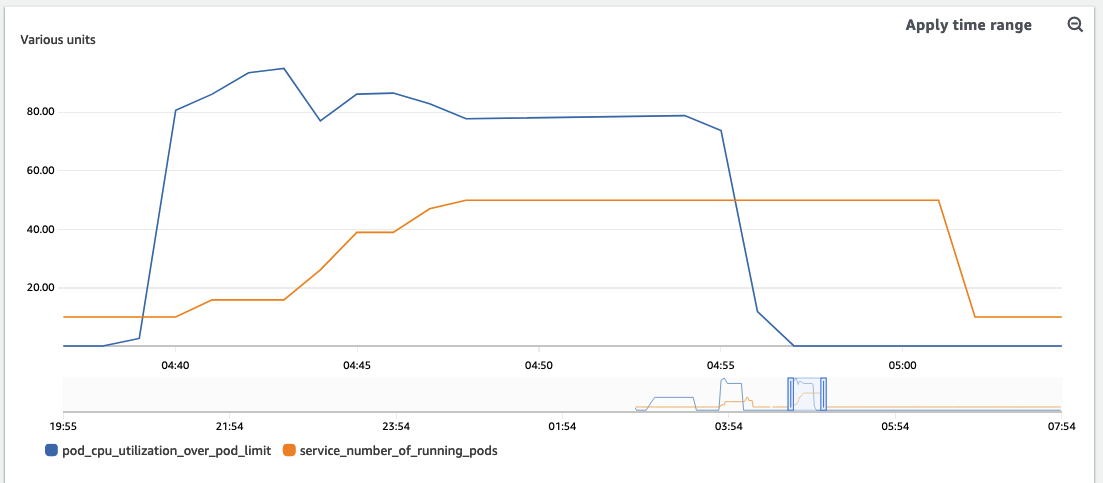 Apply time range
Various units
80.00
60.00
40.00
20.00
04:40 04:45 04:50 04:55 05:00
19:55 21:54 23:54 01:54 03:54 05:54 07:54
pod_cpu_utilization_over_pod_limit service_number_of_running_pods